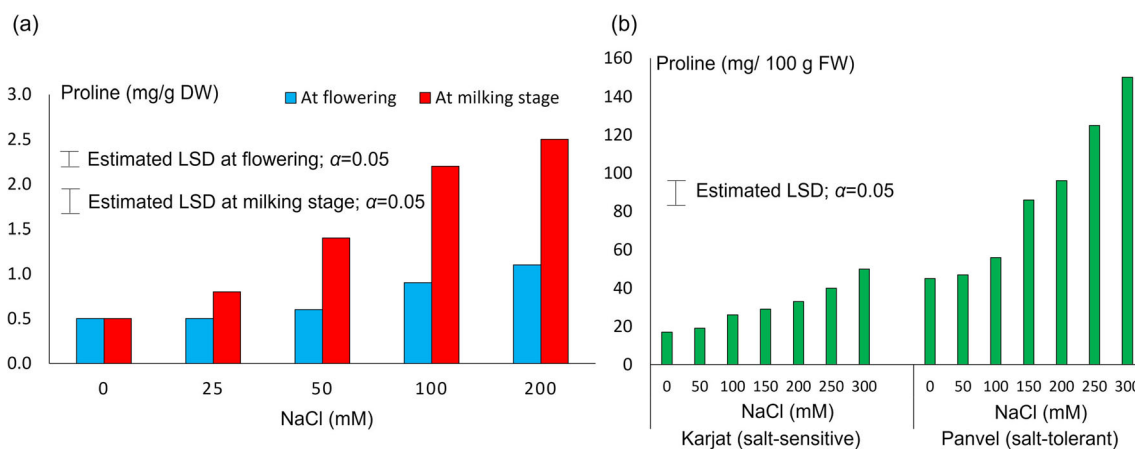 (a)
Proline (mg/g DW)
At flowering
At milking stage
Estimated LSD at flowering; α=0.05
Estimated LSD at milking stage; α=0.05
3.0
2.5
2.0
1.5
1.0
0.5
0.0
0 25 50 100 200
NaCl (mM)
(b)
Proline (mg/ 100 g FW)
Estimated LSD; α=0.05
160
140
120
100
80
60
40
20
0
0 50 100 150 200 250 300 0 50 100 150 200 250 300
NaCl (mM) NaCl (mM)
Karjat (salt-sensitive) Panvel (salt-tolerant)